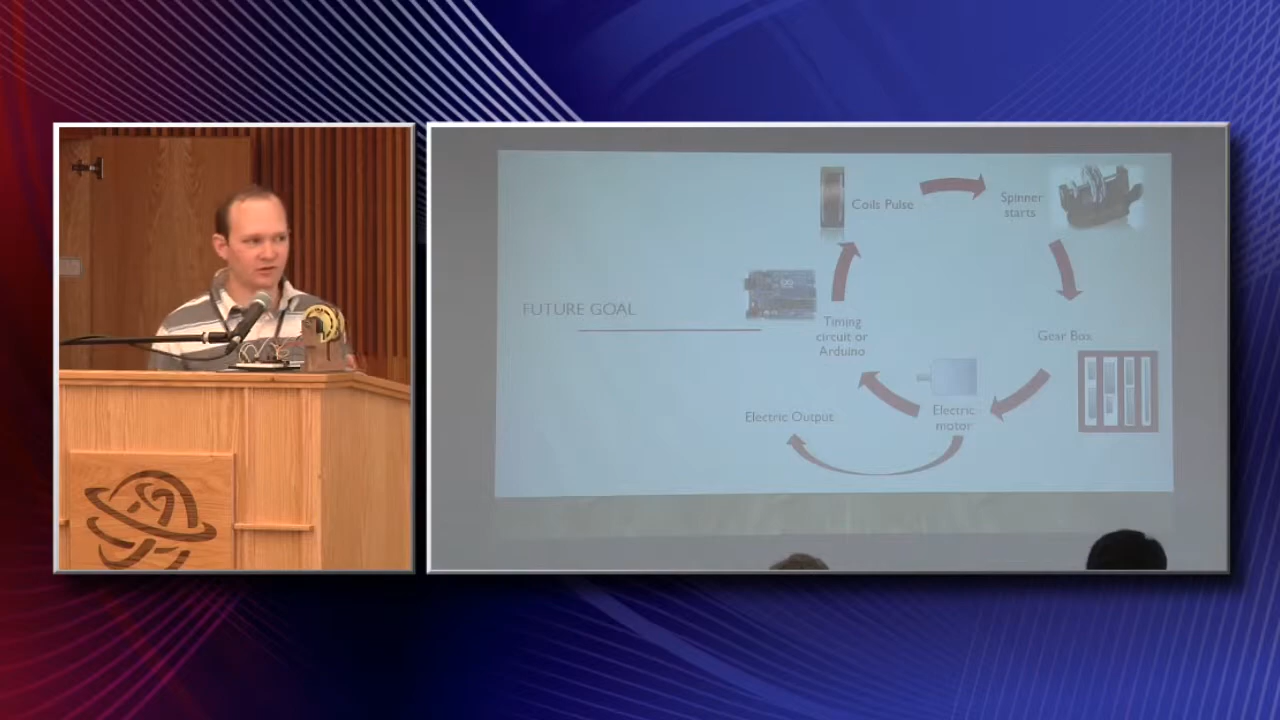 Coils Pulse
Spinner
starts
FUTURE GOAL
Timing
circuit or
Arduino
Gear Box
Electric
motor
Electric Output